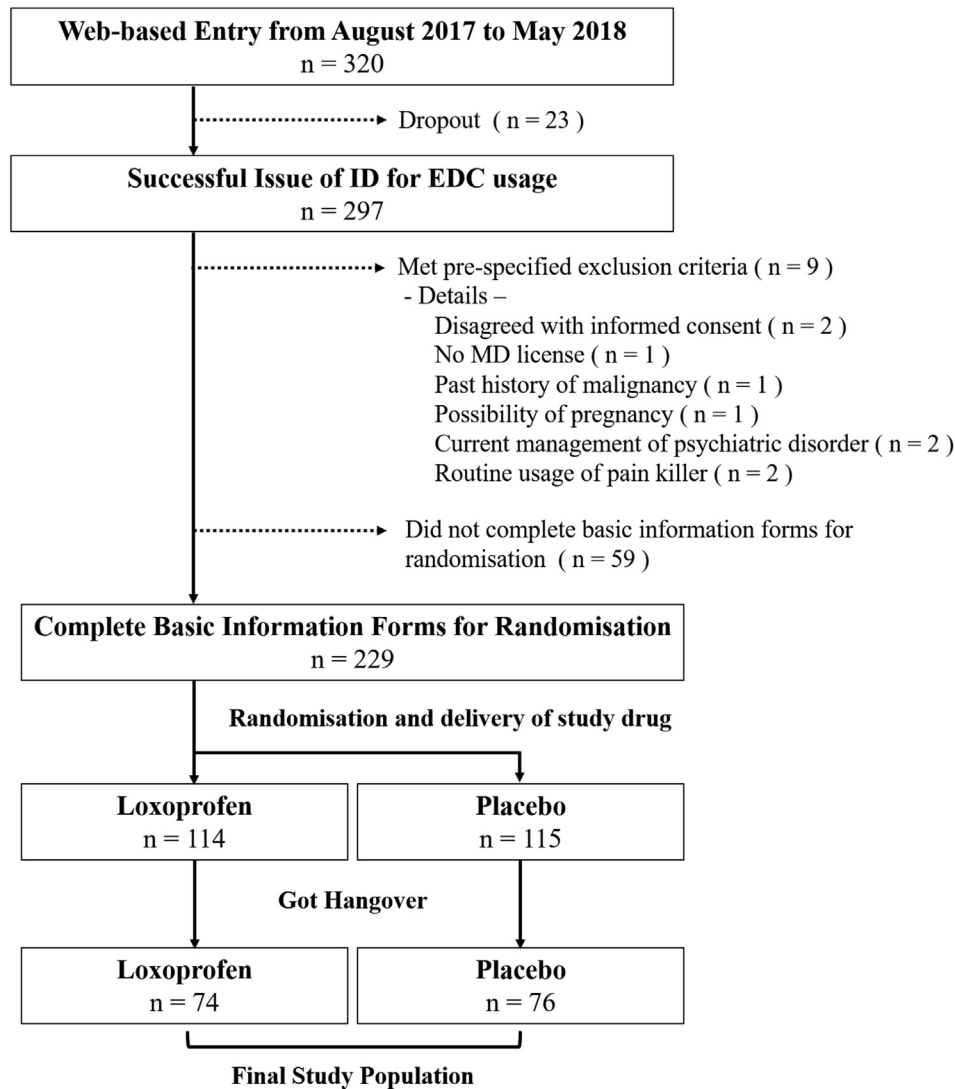 Web-based Entry from August 2017 to May 2018
n = 320
Dropout ( n = 23 )
Successful Issue of ID for EDC usage
n = 297
Met pre-specified exclusion criteria ( n = 9 )
- Details –
Disagreed with informed consent ( n = 2 )
No MD license ( n = 1 )
Past history of malignancy ( n = 1 )
Possibility of pregnancy ( n = 1 )
Current management of psychiatric disorder ( n = 2 )
Routine usage of pain killer ( n = 2 )
Did not complete basic information forms for
randomisation ( n = 59 )
Complete Basic Information Forms for Randomisation
n = 229
Randomisation and delivery of study drug
Loxoprofen
n = 114
Placebo
n = 115
Got Hangover
Loxoprofen
n = 74
Placebo
n = 76
Final Study Population